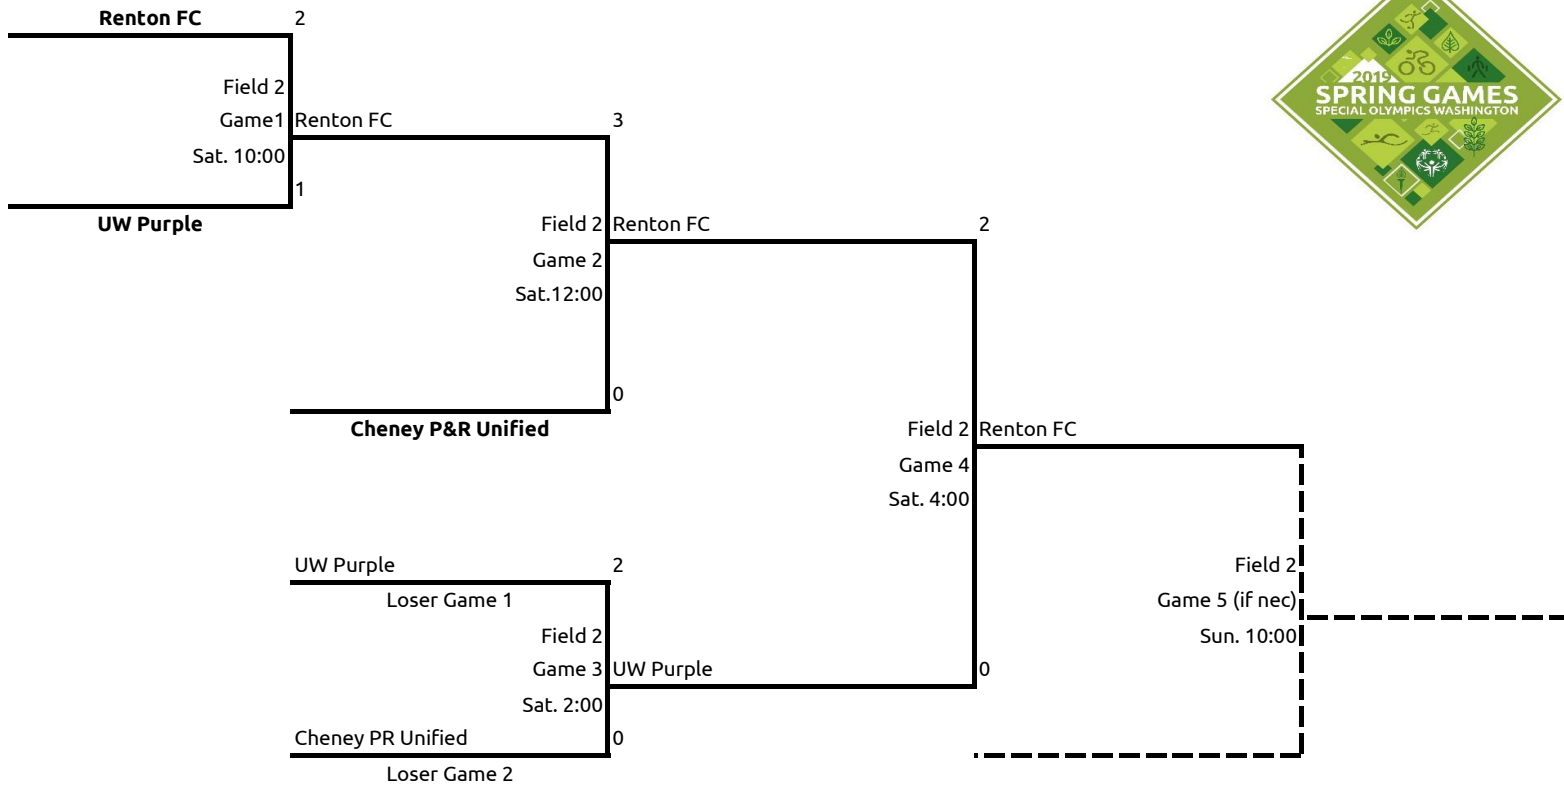 Renton FC 2
Field 2
Game1 Renton FC 3
Sat. 10:00
1
UW Purple
Field 2 Renton FC 2
Game 2
Sat.12:00
0
Cheney P&R Unified
Field 2 Renton FC
Game 4
Sat. 4:00
UW Purple 2
Loser Game 1
Field 2
Game 3 UW Purple 0
Sat. 2:00
Cheney PR Unified 0
Loser Game 2
Field 2
Game 5 (if nec)
Sun. 10:00
2019
SPRING GAMES
SPECIAL OLYMPICS WASHINGTON